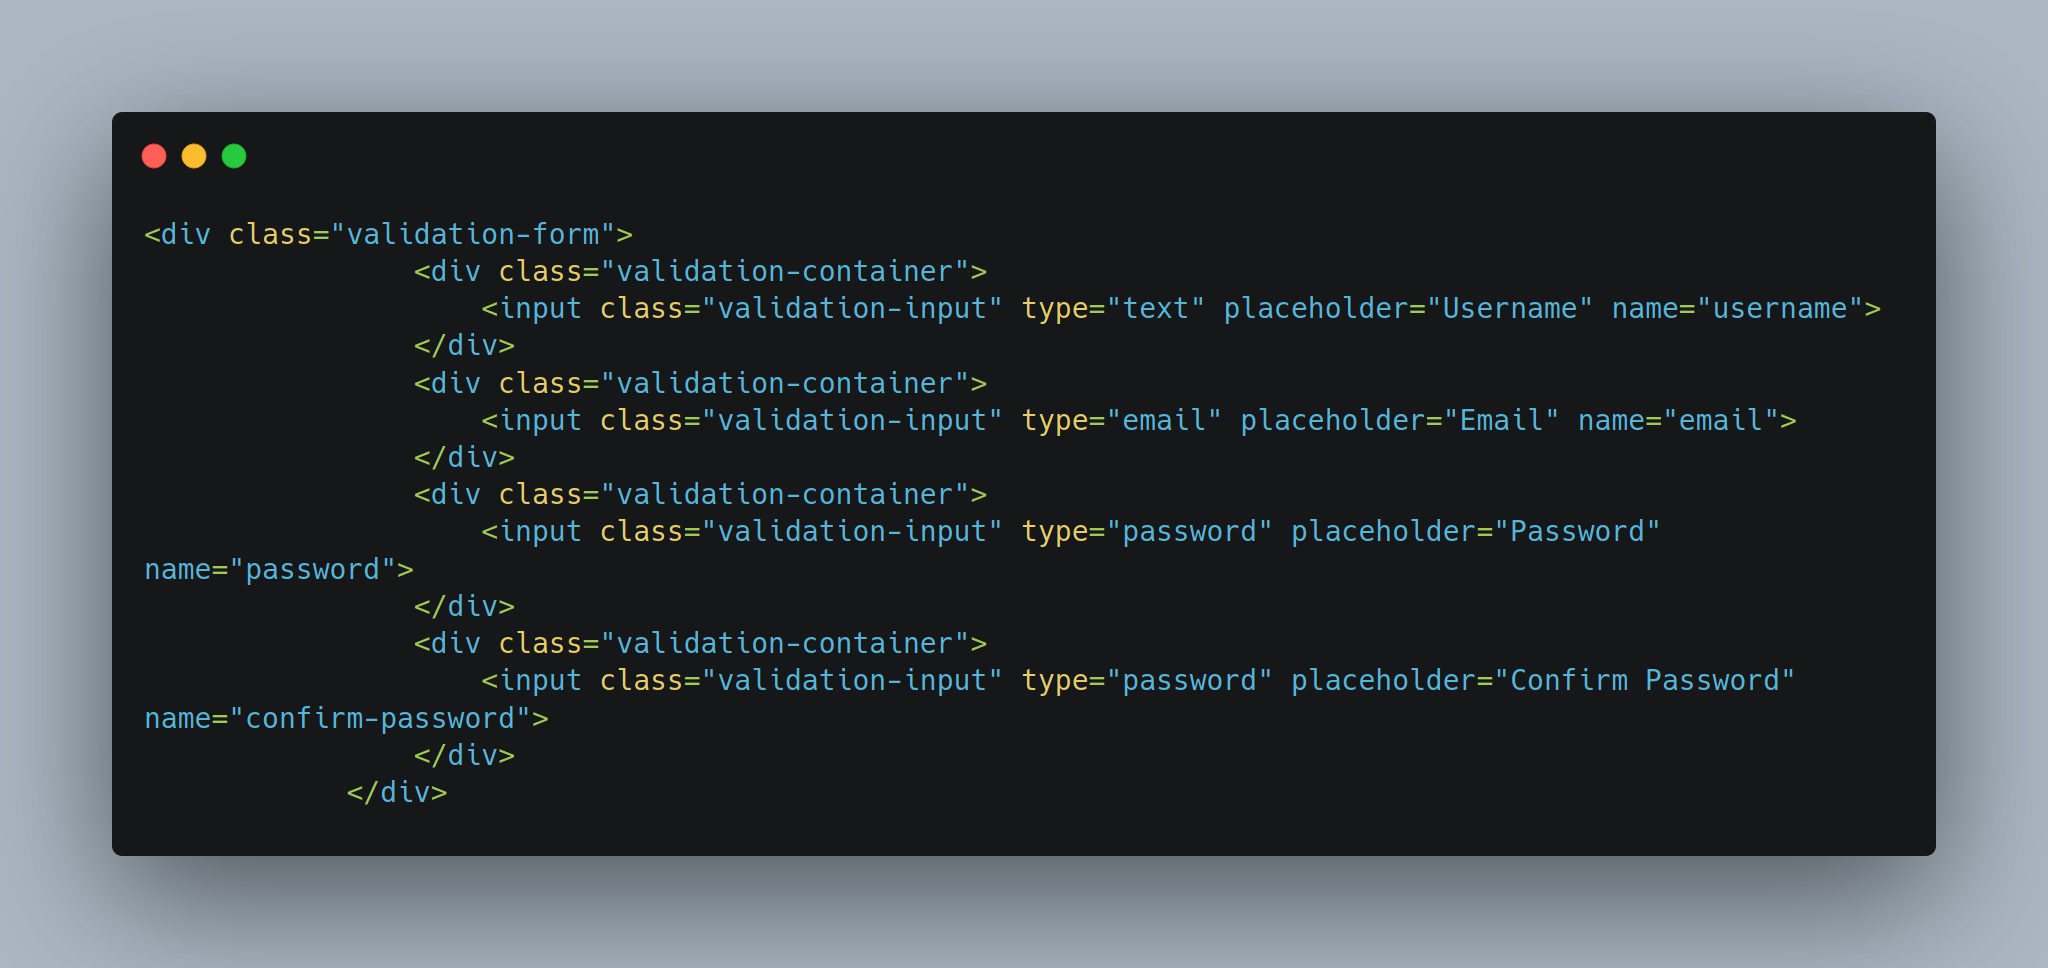 <div class="validation-form">
                <div class="validation-container">
                    <input class="validation-input" type="text" placeholder="Username" name="username">
                </div>
                <div class="validation-container">
                    <input class="validation-input" type="email" placeholder="Email" name="email">
                </div>
                <div class="validation-container">
                    <input class="validation-input" type="password" placeholder="Password"
name="password">
                </div>
                <div class="validation-container">
                    <input class="validation-input" type="password" placeholder="Confirm Password"
name="confirm-password">
                </div>
            </div>